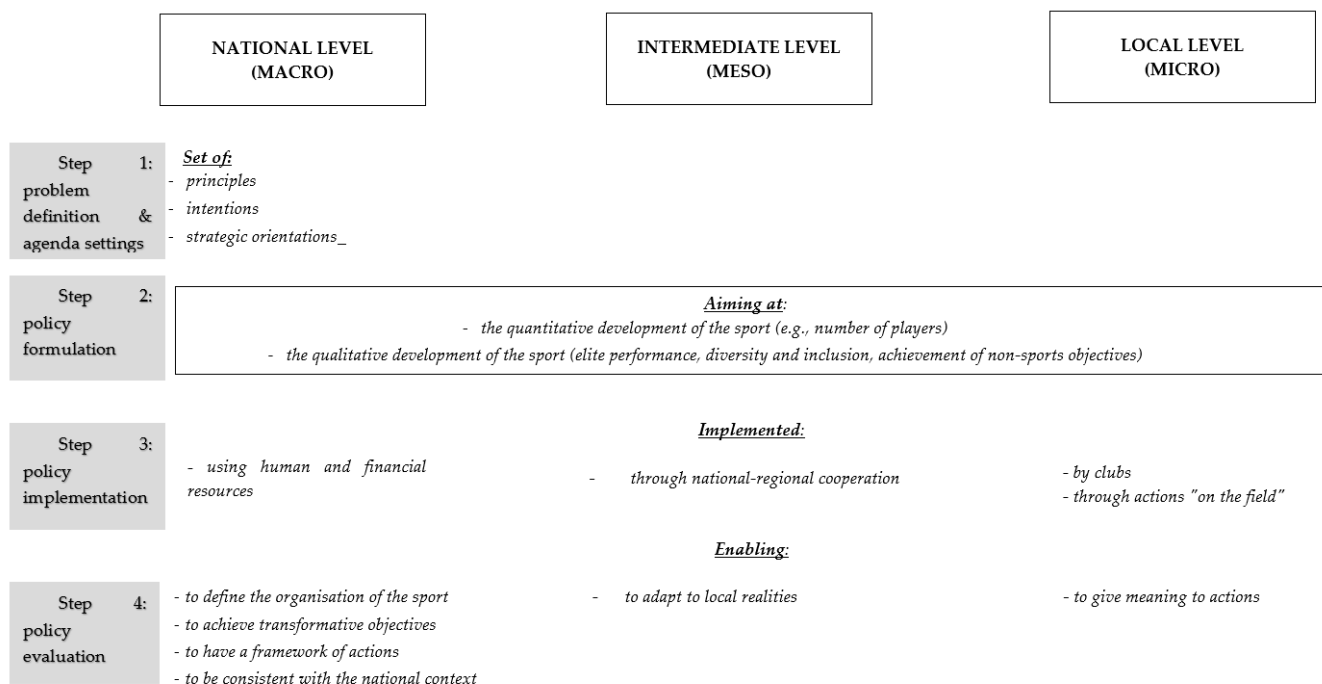 NATIONAL LEVEL
(MACRO)
INTERMEDIATE LEVEL
(MESO)
LOCAL LEVEL
(MICRO)
Step 1:
problem
definition &
agenda settings
Set of:
- principles
- intentions
- strategic orientations_
Step 2:
policy
formulation
Aiming at:
- the quantitative development of the sport (e.g., number of players)
- the qualitative development of the sport (elite performance, diversity and inclusion, achievement of non-sports objectives)
Step 3:
policy
implementation
Implemented:
- using human and financial
resources
- through national-regional cooperation
- by clubs
- through actions "on the field"
Enabling:
Step 4:
policy
evaluation
- to define the organisation of the sport
- to achieve transformative objectives
- to have a framework of actions
- to be consistent with the national context
- to adapt to local realities
- to give meaning to actions